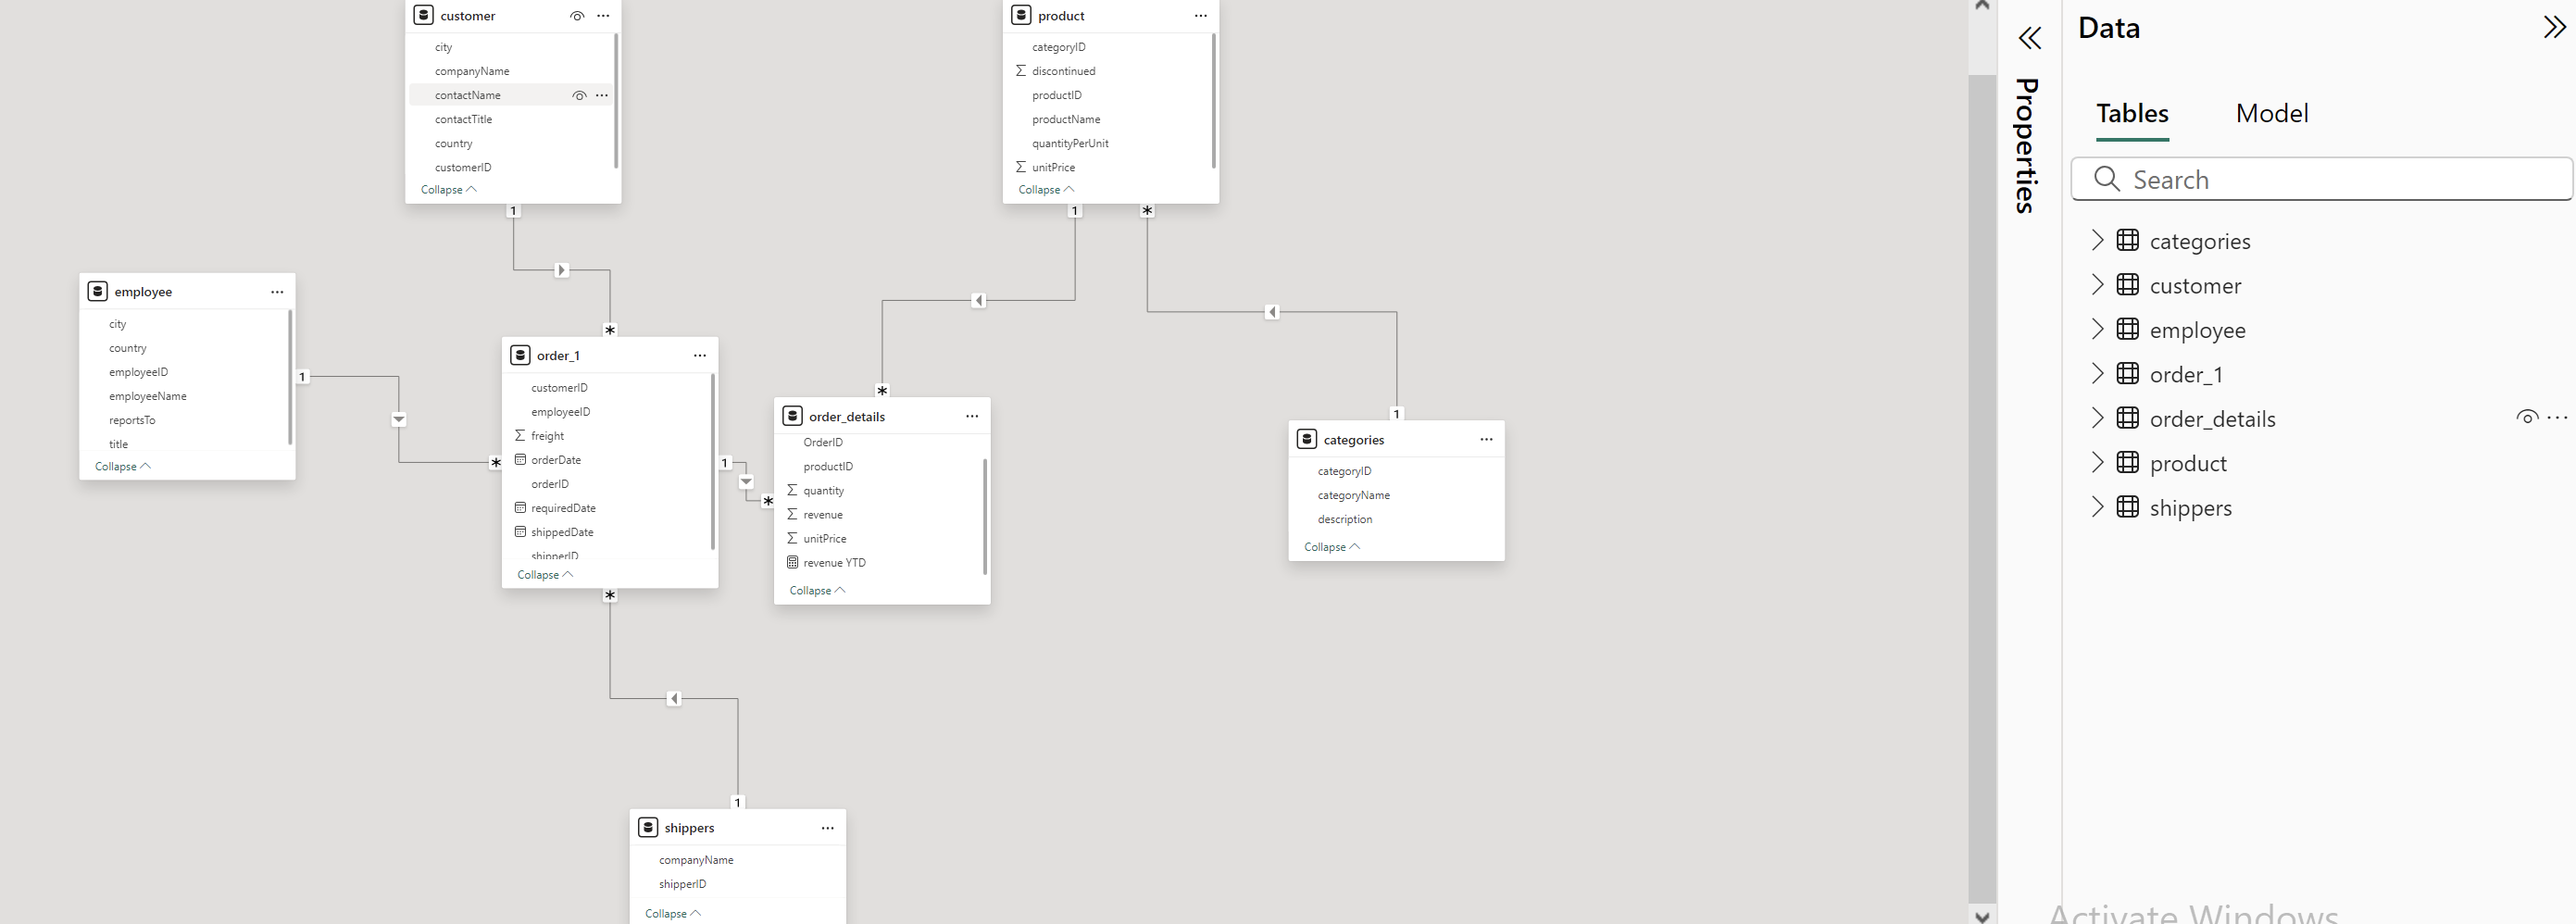 customer
city
companyName
contactName
contactTitle
country
customerID
Collapse
1
product
categoryID
discontinued
productID
productName
quantityPerUnit
unitPrice
Collapse
1
*
employee
city
country
employeeID
employeeName
reportsTo
title
Collapse
1
*
*
order_1
customerID
employeeID
freight
orderDate
orderID
requiredDate
shippedDate
shipperID
Collapse
1
*
*
*
order_details
OrderID
productID
quantity
revenue
unitPrice
revenue YTD
Collapse
1
categories
categoryID
categoryName
description
Collapse
1
shippers
companyName
shipperID
Collapse
Properties
Data
Tables Model
Search
categories
customer
employee
order_1
order_details
product
shippers
Activate Windows